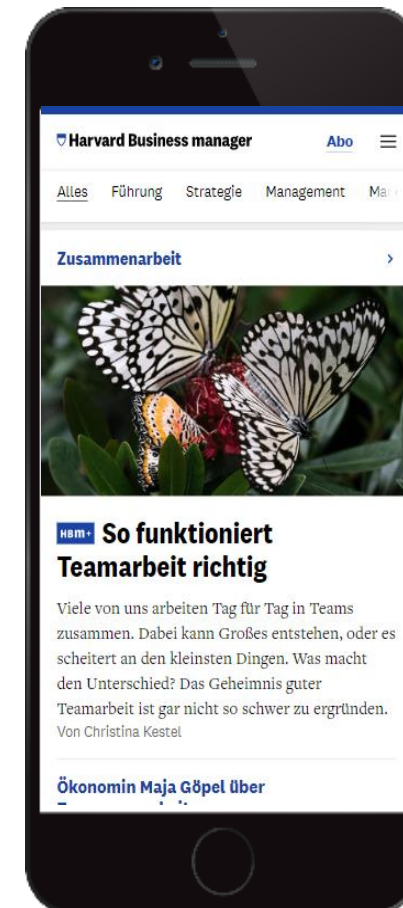 Harvard Business manager
Abo
Alles Führung Strategie Management
Zusammenarbeit
HBm+ So funktioniert
Teamarbeit richtig
Viele von uns arbeiten Tag für Tag in Teams
zusammen. Dabei kann Großes entstehen, oder es
scheitert an den kleinsten Dingen. Was macht
den Unterschied? Das Geheimnis guter
Teamarbeit ist gar nicht so schwer zu ergründen.
Von Christina Kestel
Ökonomin Maja Göpel über